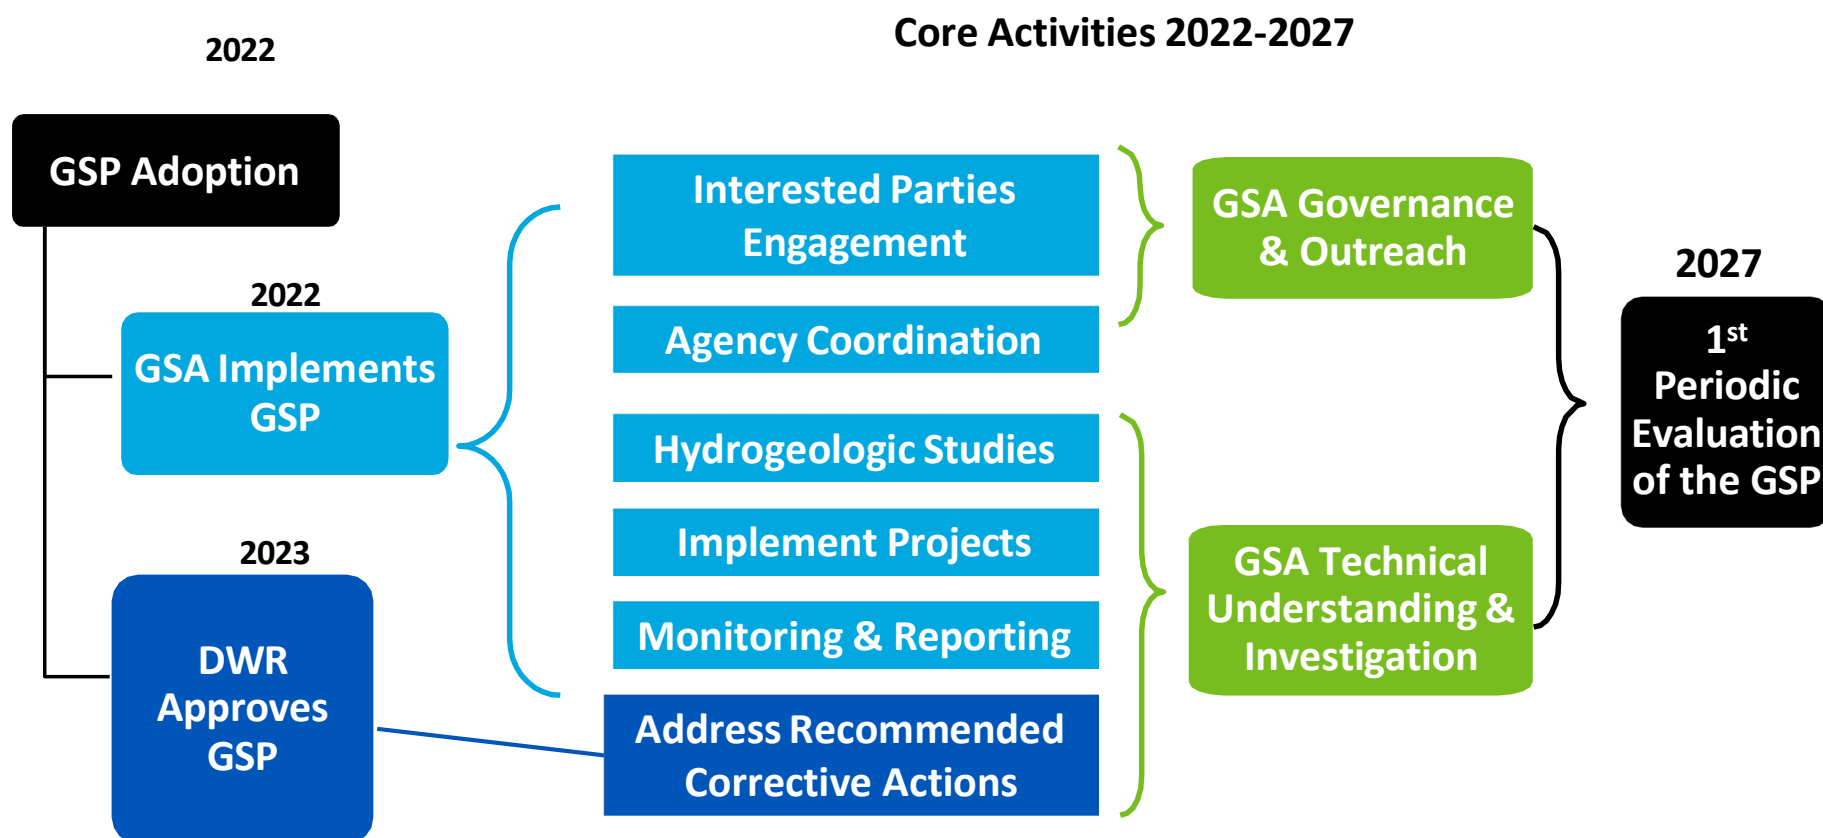 2022
Core Activities 2022-2027
GSP Adoption
2022
GSA Implements
GSP
2023
DWR
Approves
GSP
Interested Parties
Engagement
Agency Coordination
Hydrogeologic Studies
Implement Projects
Monitoring & Reporting
Address Recommended
Corrective Actions
GSA Governance
& Outreach
GSA Technical
Understanding &
Investigation
2027
1st
Periodic
Evaluation
of the GSP